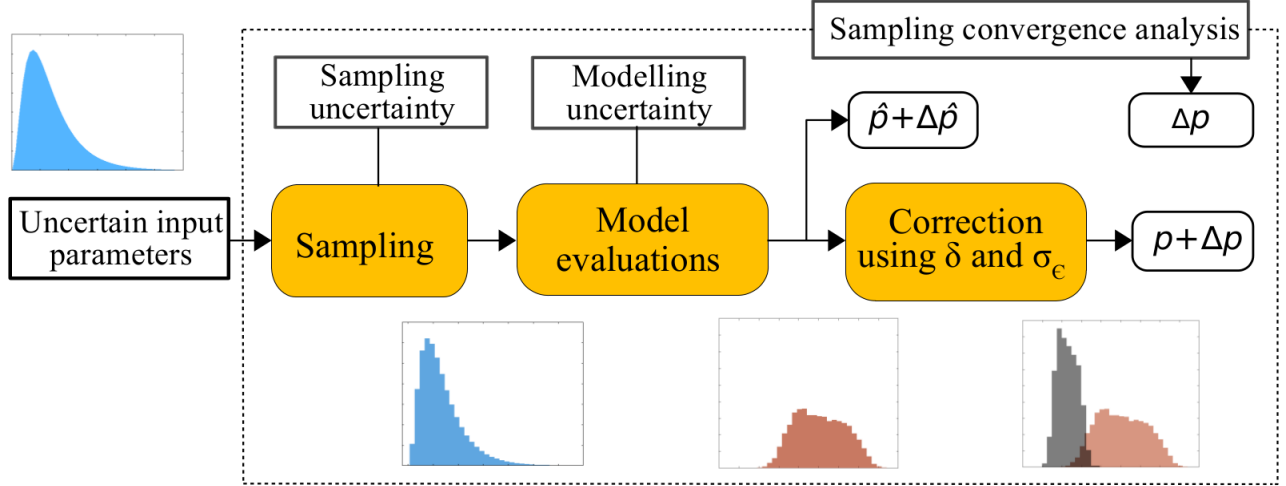 Sampling convergence analysis
Sampling
uncertainty
Modelling
uncertainty
p̂+Δp̂
Δp
Uncertain input
parameters
Sampling
Model
evaluations
Correction
using δ and σ_ϵ
p+Δp